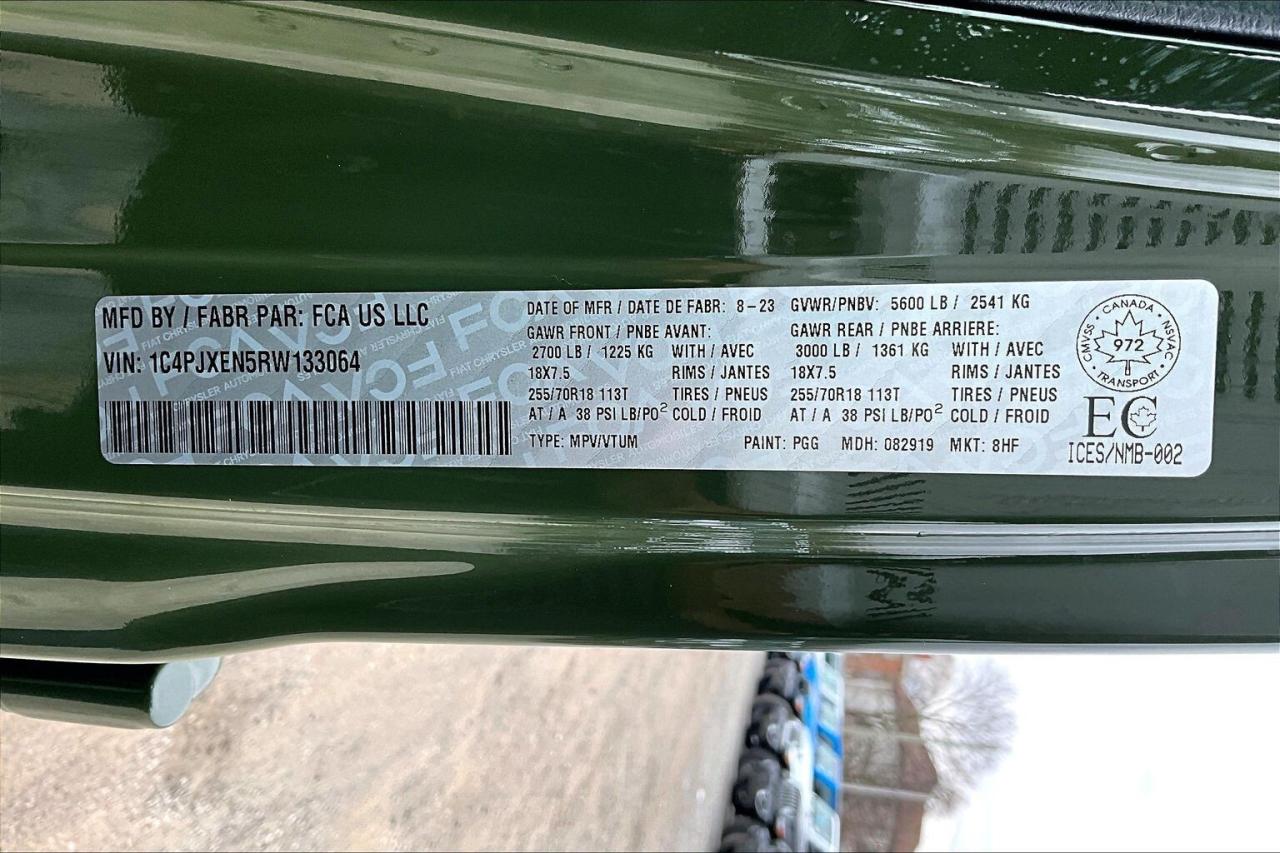 MFD BY / FABR PAR: FCA US LLC
VIN: 1C4PJXEN5RW133064
DATE OF MFR / DATE DE FABR: 8-23 GVWR/PNBV: 5600 LB / 2541 KG
GAWR FRONT / PNBE AVANT: GAWR REAR / PNBE ARRIERE:
2700 LB / 1225 KG WITH / AVEC 3000 LB / 1361 KG WITH / AVEC
18X7.5 RIMS / JANTES 18X7.5 RIMS / JANTES
255/70R18 113T TIRES / PNEUS 255/70R18 113T TIRES / PNEUS
AT / A 38 PSI LB/PO² COLD / FROID AT / A 38 PSI LB/PO² COLD / FROID
TYPE: MPV/VTUM PAINT: PGG MDH: 082919 MKT: 8HF
CANADA
CMVSS 972 NSVAC
TRANSPORT
EC
ICES/NMB-002